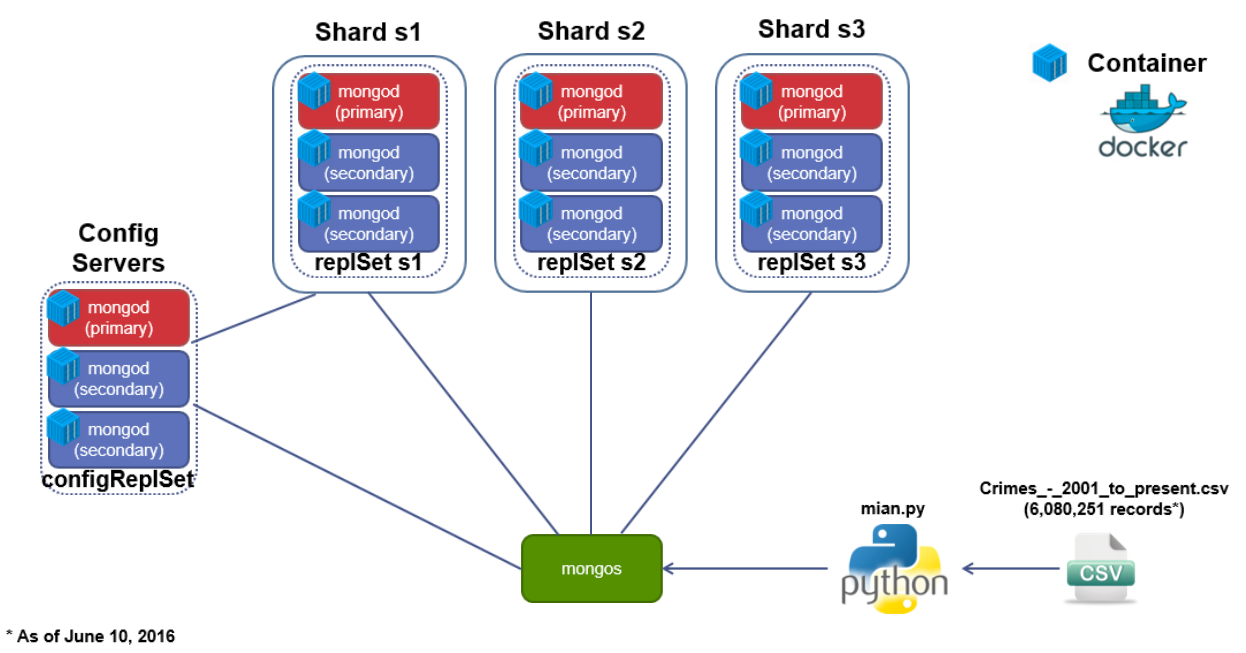 Shard s1
mongod
(primary)
mongod
(secondary)
mongod
(secondary)
replSet s1
Shard s2
mongod
(primary)
mongod
(secondary)
mongod
(secondary)
replSet s2
Shard s3
mongod
(primary)
mongod
(secondary)
mongod
(secondary)
replSet s3
Container
docker
Config
Servers
mongod
(primary)
mongod
(secondary)
mongod
(secondary)
configReplSet
mongos
mian.py
python
Crimes_-_2001_to_present.csv
(6,080,251 records*)
CSV
* As of June 10, 2016